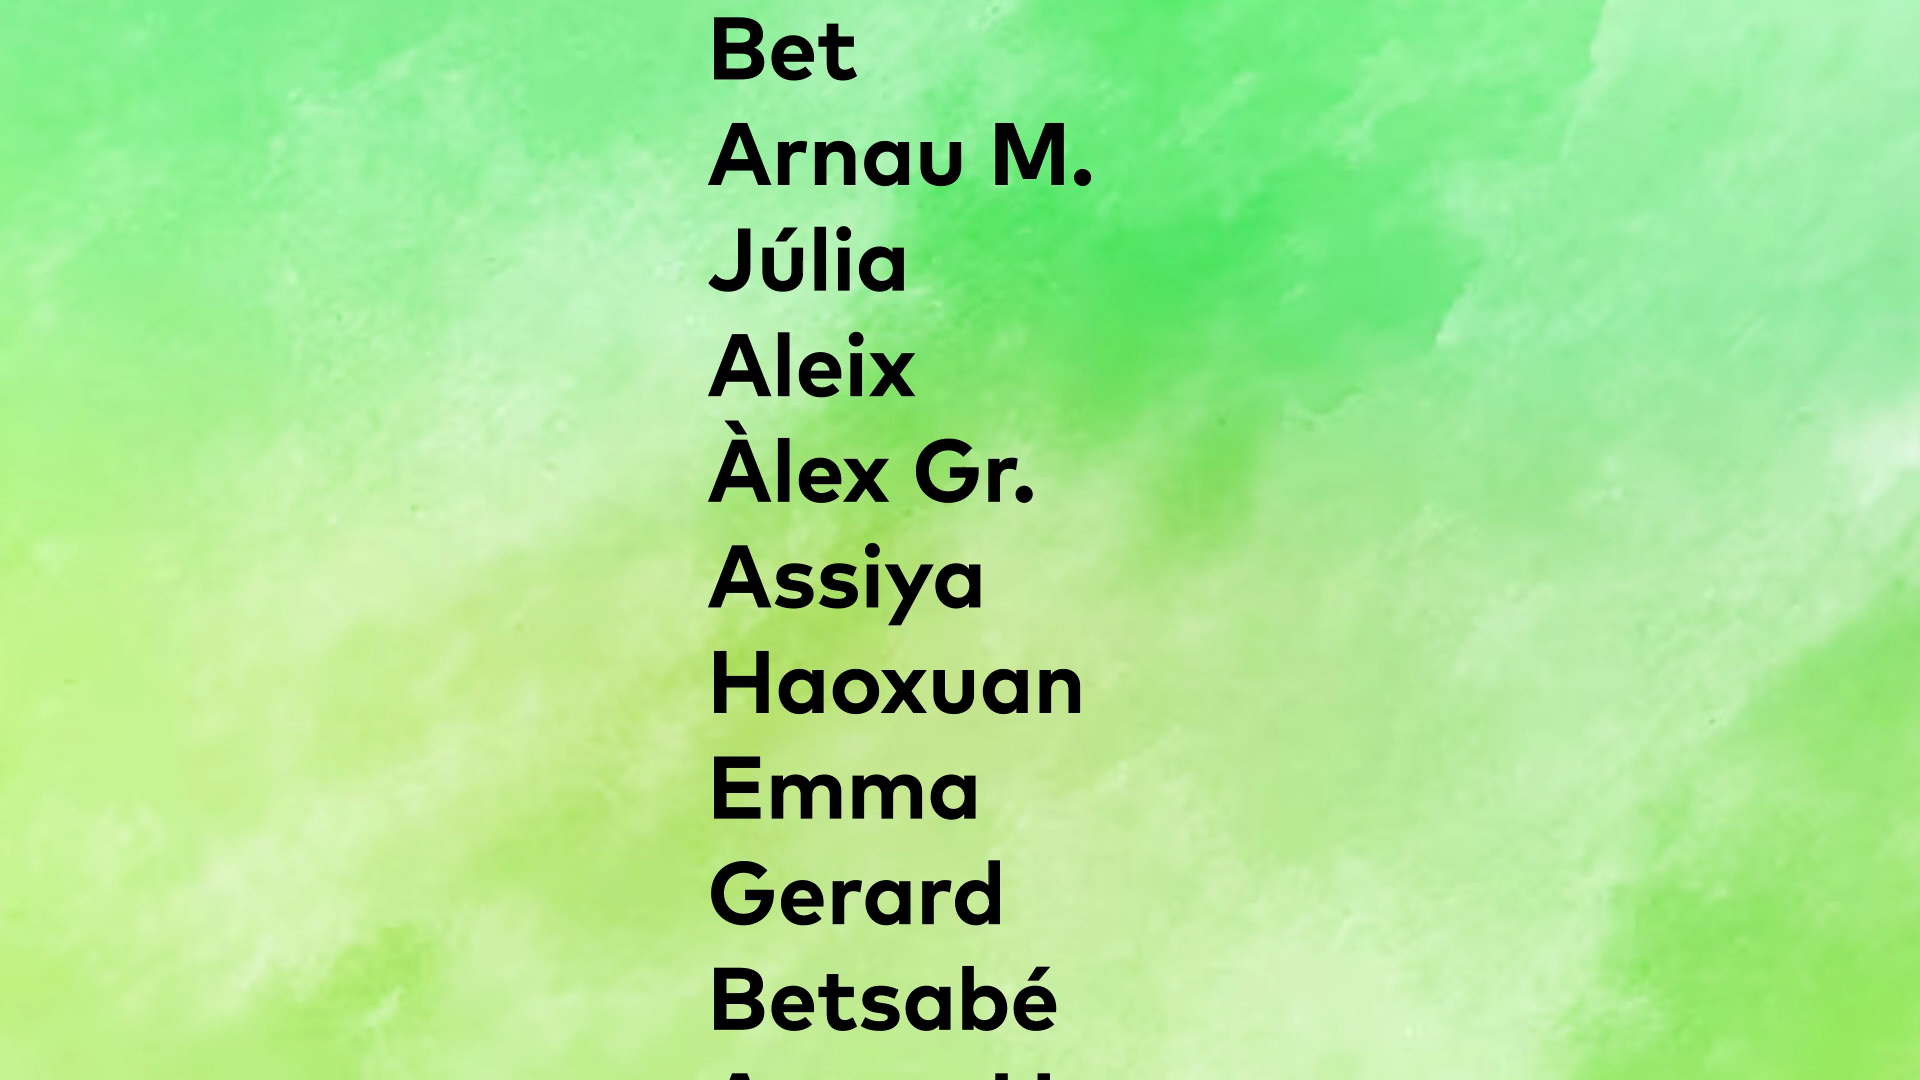 Bet
Arnau M.
Júlia
Aleix
Àlex Gr.
Assiya
Haoxuan
Emma
Gerard
Betsabé